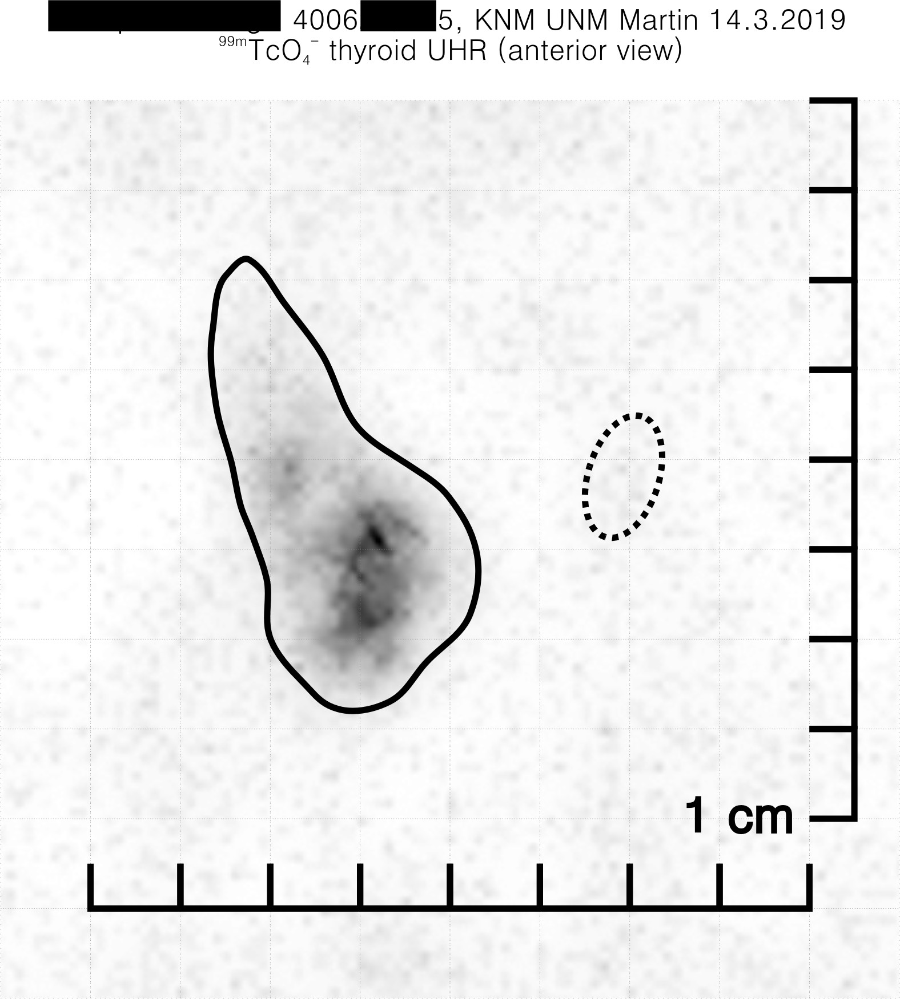 4006 5, KNM UNM Martin 14.3.2019
⁹⁹ᵐTcO₄⁻ thyroid UHR (anterior view)
1 cm